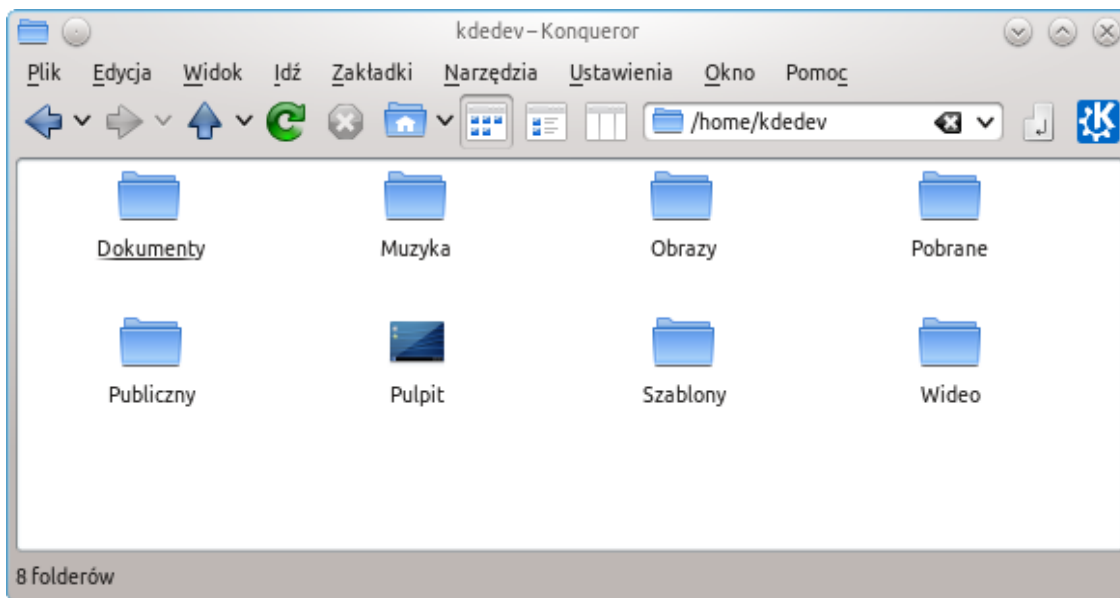 kdedev – Konqueror
Plik Edycja Widok Idź Zakładki Narzędzia Ustawienia Okno Pomoc
/home/kdedev
Dokumenty Muzyka Obrazy Pobrane
Publiczny Pulpit Szablony Wideo
8 folderów